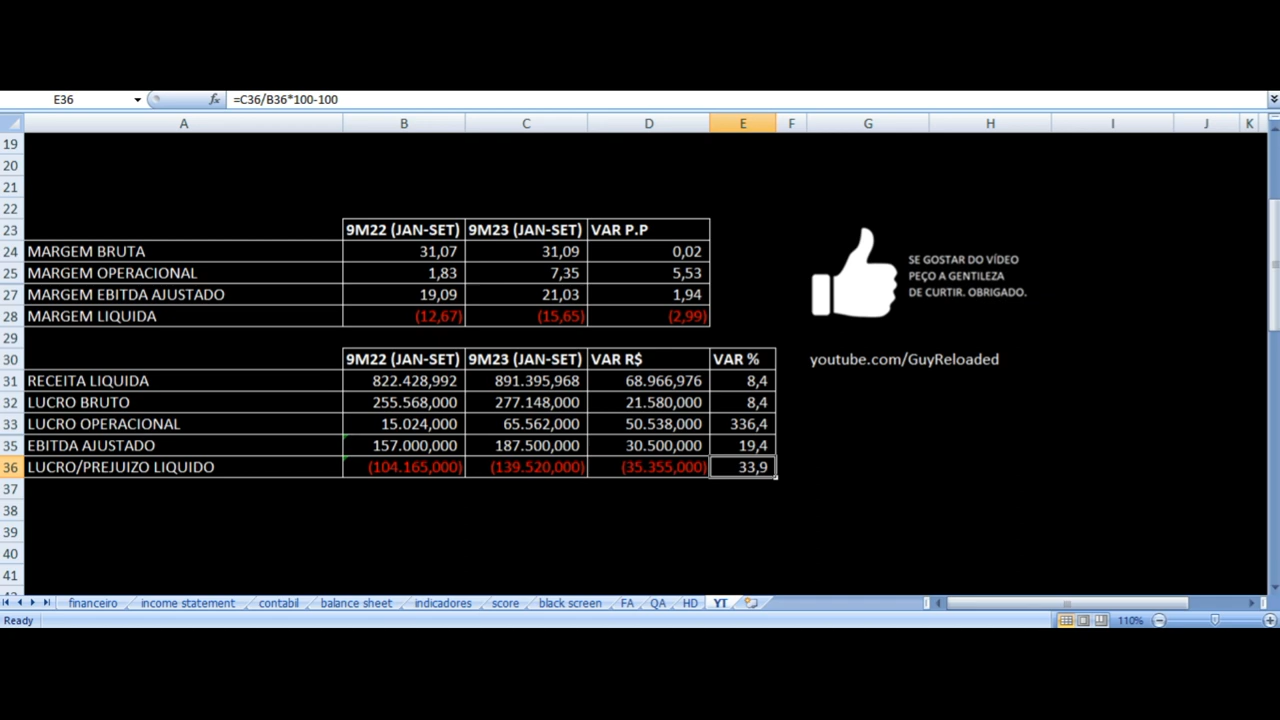 E36 fx =C36/B36*100-100
A B C D E F G H I J K
19
20
21
22
23 9M22 (JAN-SET) 9M23 (JAN-SET) VAR P.P
24 MARGEM BRUTA 31,07 31,09 0,02
25 MARGEM OPERACIONAL 1,83 7,35 5,53
27 MARGEM EBITDA AJUSTADO 19,09 21,03 1,94
28 MARGEM LIQUIDA (12,67) (15,65) (2,99)
29
30 9M22 (JAN-SET) 9M23 (JAN-SET) VAR R$ VAR %
31 RECEITA LIQUIDA 822.428,992 891.395,968 68.966,976 8,4
32 LUCRO BRUTO 255.568,000 277.148,000 21.580,000 8,4
33 LUCRO OPERACIONAL 15.024,000 65.562,000 50.538,000 336,4
35 EBITDA AJUSTADO 157.000,000 187.500,000 30.500,000 19,4
36 LUCRO/PREJUIZO LIQUIDO (104.165,000) (139.520,000) (35.355,000) 33,9
37
38
39
40
41
SE GOSTAR DO VÍDEO
PEÇO A GENTILEZA
DE CURTIR. OBRIGADO.
youtube.com/GuyReloaded
financeiro income statement contabil balance sheet indicadores score black screen FA QA HD YT
Ready 110%